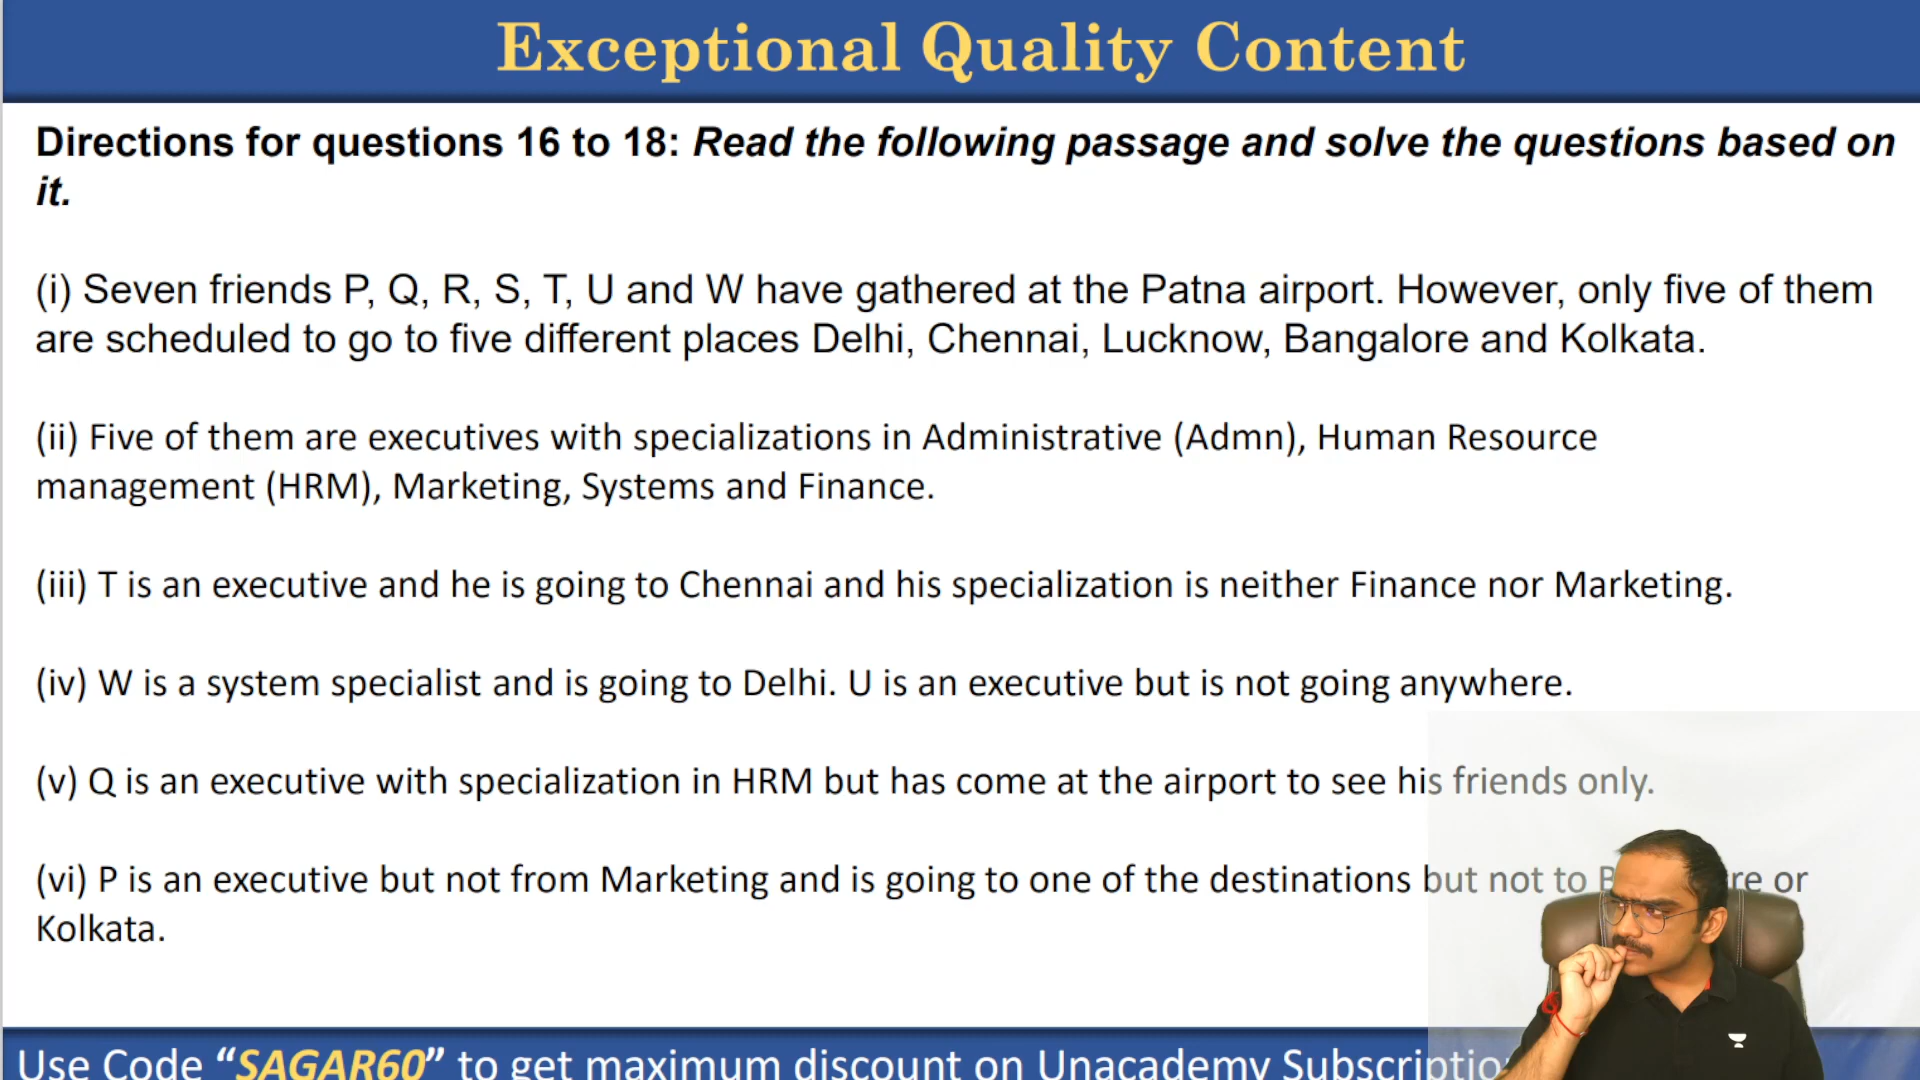 Exceptional Quality Content
Directions for questions 16 to 18: Read the following passage and solve the questions based on
it.
(i) Seven friends P, Q, R, S, T, U and W have gathered at the Patna airport. However, only five of them
are scheduled to go to five different places Delhi, Chennai, Lucknow, Bangalore and Kolkata.
(ii) Five of them are executives with specializations in Administrative (Admn), Human Resource
management (HRM), Marketing, Systems and Finance.
(iii) T is an executive and he is going to Chennai and his specialization is neither Finance nor Marketing.
(iv) W is a system specialist and is going to Delhi. U is an executive but is not going anywhere.
(v) Q is an executive with specialization in HRM but has come at the airport to see his friends only.
(vi) P is an executive but not from Marketing and is going to one of the destinations but not to or
Kolkata.
Use Code “SAGAR60” to get maximum discount on Unacademy